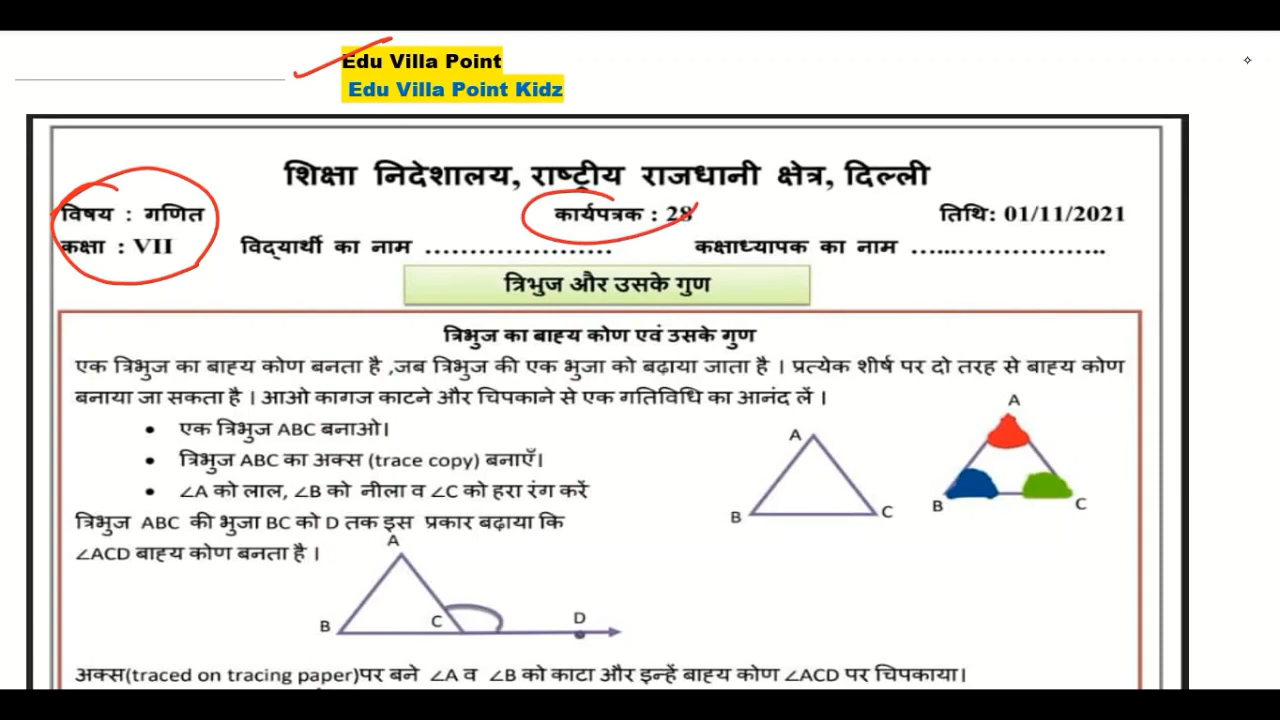 Edu Villa Point
Edu Villa Point Kidz
शिक्षा निदेशालय, राष्ट्रीय राजधानी क्षेत्र, दिल्ली
विषय : गणित कार्यपत्रक : 28 तिथि: 01/11/2021
कक्षा : VII विद्यार्थी का नाम ..................... कक्षाध्यापक का नाम ........................
त्रिभुज और उसके गुण
त्रिभुज का बाह्य कोण एवं उसके गुण
एक त्रिभुज का बाह्य कोण बनता है ,जब त्रिभुज की एक भुजा को बढ़ाया जाता है । प्रत्येक शीर्ष पर दो तरह से बाह्य कोण
बनाया जा सकता है । आओ कागज काटने और चिपकाने से एक गतिविधि का आनंद लें ।
• एक त्रिभुज ABC बनाओ।
• त्रिभुज ABC का अक्स (trace copy) बनाएँ।
• ∠A को लाल, ∠B को नीला व ∠C को हरा रंग करें
A
B
C
A
B
C
त्रिभुज ABC की भुजा BC को D तक इस प्रकार बढ़ाया कि
∠ACD बाह्य कोण बनता है ।
A
B
C
D
अक्स(traced on tracing paper)पर बने ∠A व ∠B को काटा और इन्हें बाह्य कोण ∠ACD पर चिपकाया।